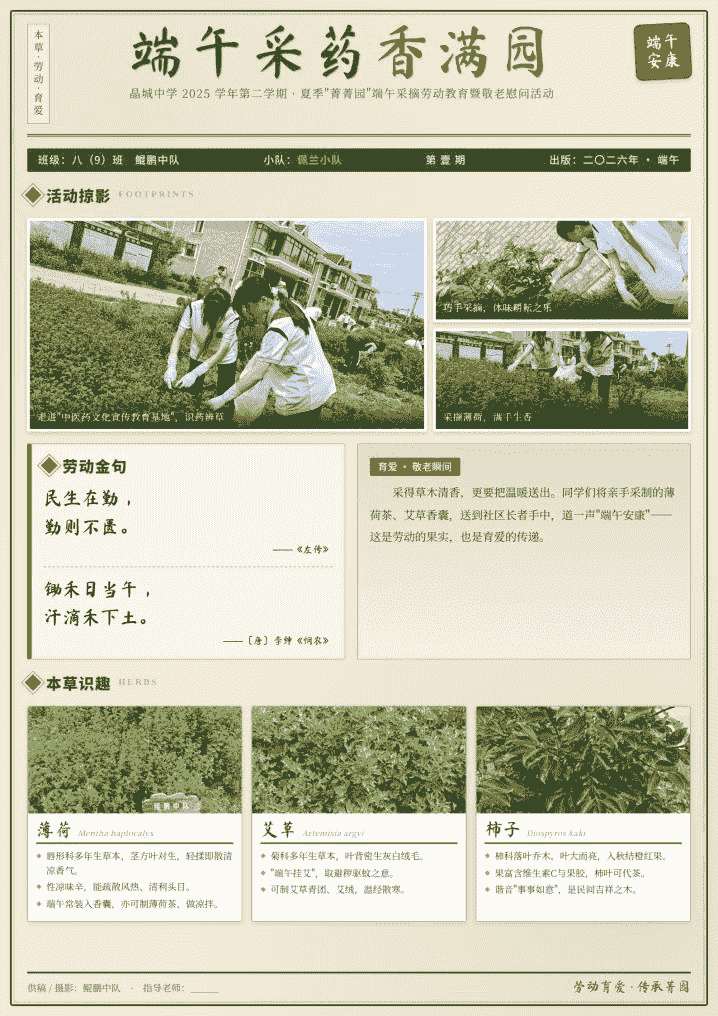 本草·劳动·育爱
端午采药香满园
端午
安康
晶城中学 2025 学年第二学期 · 夏季"菁菁园"端午采摘劳动教育暨敬老慰问活动
班级：八（9）班 鲲鹏中队 小队：佩兰小队 第 壹 期 出版：二〇二六年 · 端午
活动掠影 FOOTPRINTS
走进"中医药文化宣传教育基地"，识药辨草
巧手采摘，体味耕耘之乐
采撷薄荷，满手生香
劳动金句
民生在勤，
勤则不匮。
——《左传》
锄禾日当午，
汗滴禾下土。
——〔唐〕李绅《悯农》
育爱 · 敬老瞬间
采得草木清香，更要把温暖送出。同学们将亲手采制的薄
荷茶、艾草香囊，送到社区长者手中，道一声"端午安康"——
这是劳动的果实，也是育爱的传递。
本草识趣 HERBS
鲲鹏中队
薄荷 Mentha haplocalyx
唇形科多年生草本，茎方叶对生，轻揉即散清
凉香气。
性凉味辛，能疏散风热、清利头目。
端午常装入香囊，亦可制薄荷茶、做凉拌。
艾草 Artemisia argyi
菊科多年生草本，叶背密生灰白绒毛。
"端午挂艾"，取避秽驱蚊之意。
可制艾草青团、艾绒，温经散寒。
柿子 Diospyros kaki
柿科落叶乔木，叶大而亮，入秋结橙红果。
果富含维生素C与果胶，柿叶可代茶。
谐音"事事如意"，是民间吉祥之木。
供稿 / 摄影：鲲鹏中队 · 指导老师：______
劳动育爱 · 传承菁园